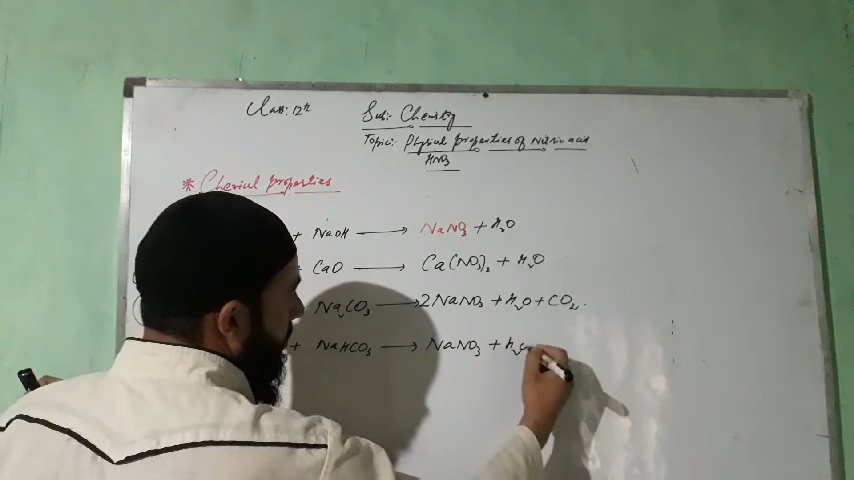 Class: 12th
Sub:- Chemistry
Topic: Physical properties of Nitric acid
HNO3
* Chemical properties
+ NaOH ⟶ NaNO3 + H2O
+ CaO ⟶ Ca(NO3)2 + H2O
Na2CO3 ⟶ 2NaNO3 + H2O + CO2.
+ NaHCO3 ⟶ NaNO3 + H2O